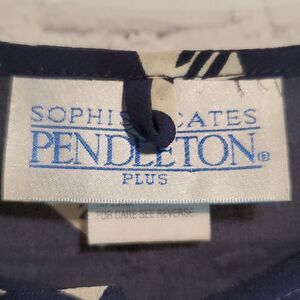 SOPHIS CATES
PENDLETON®
PLUS
FOR CARE SEE REVERSE